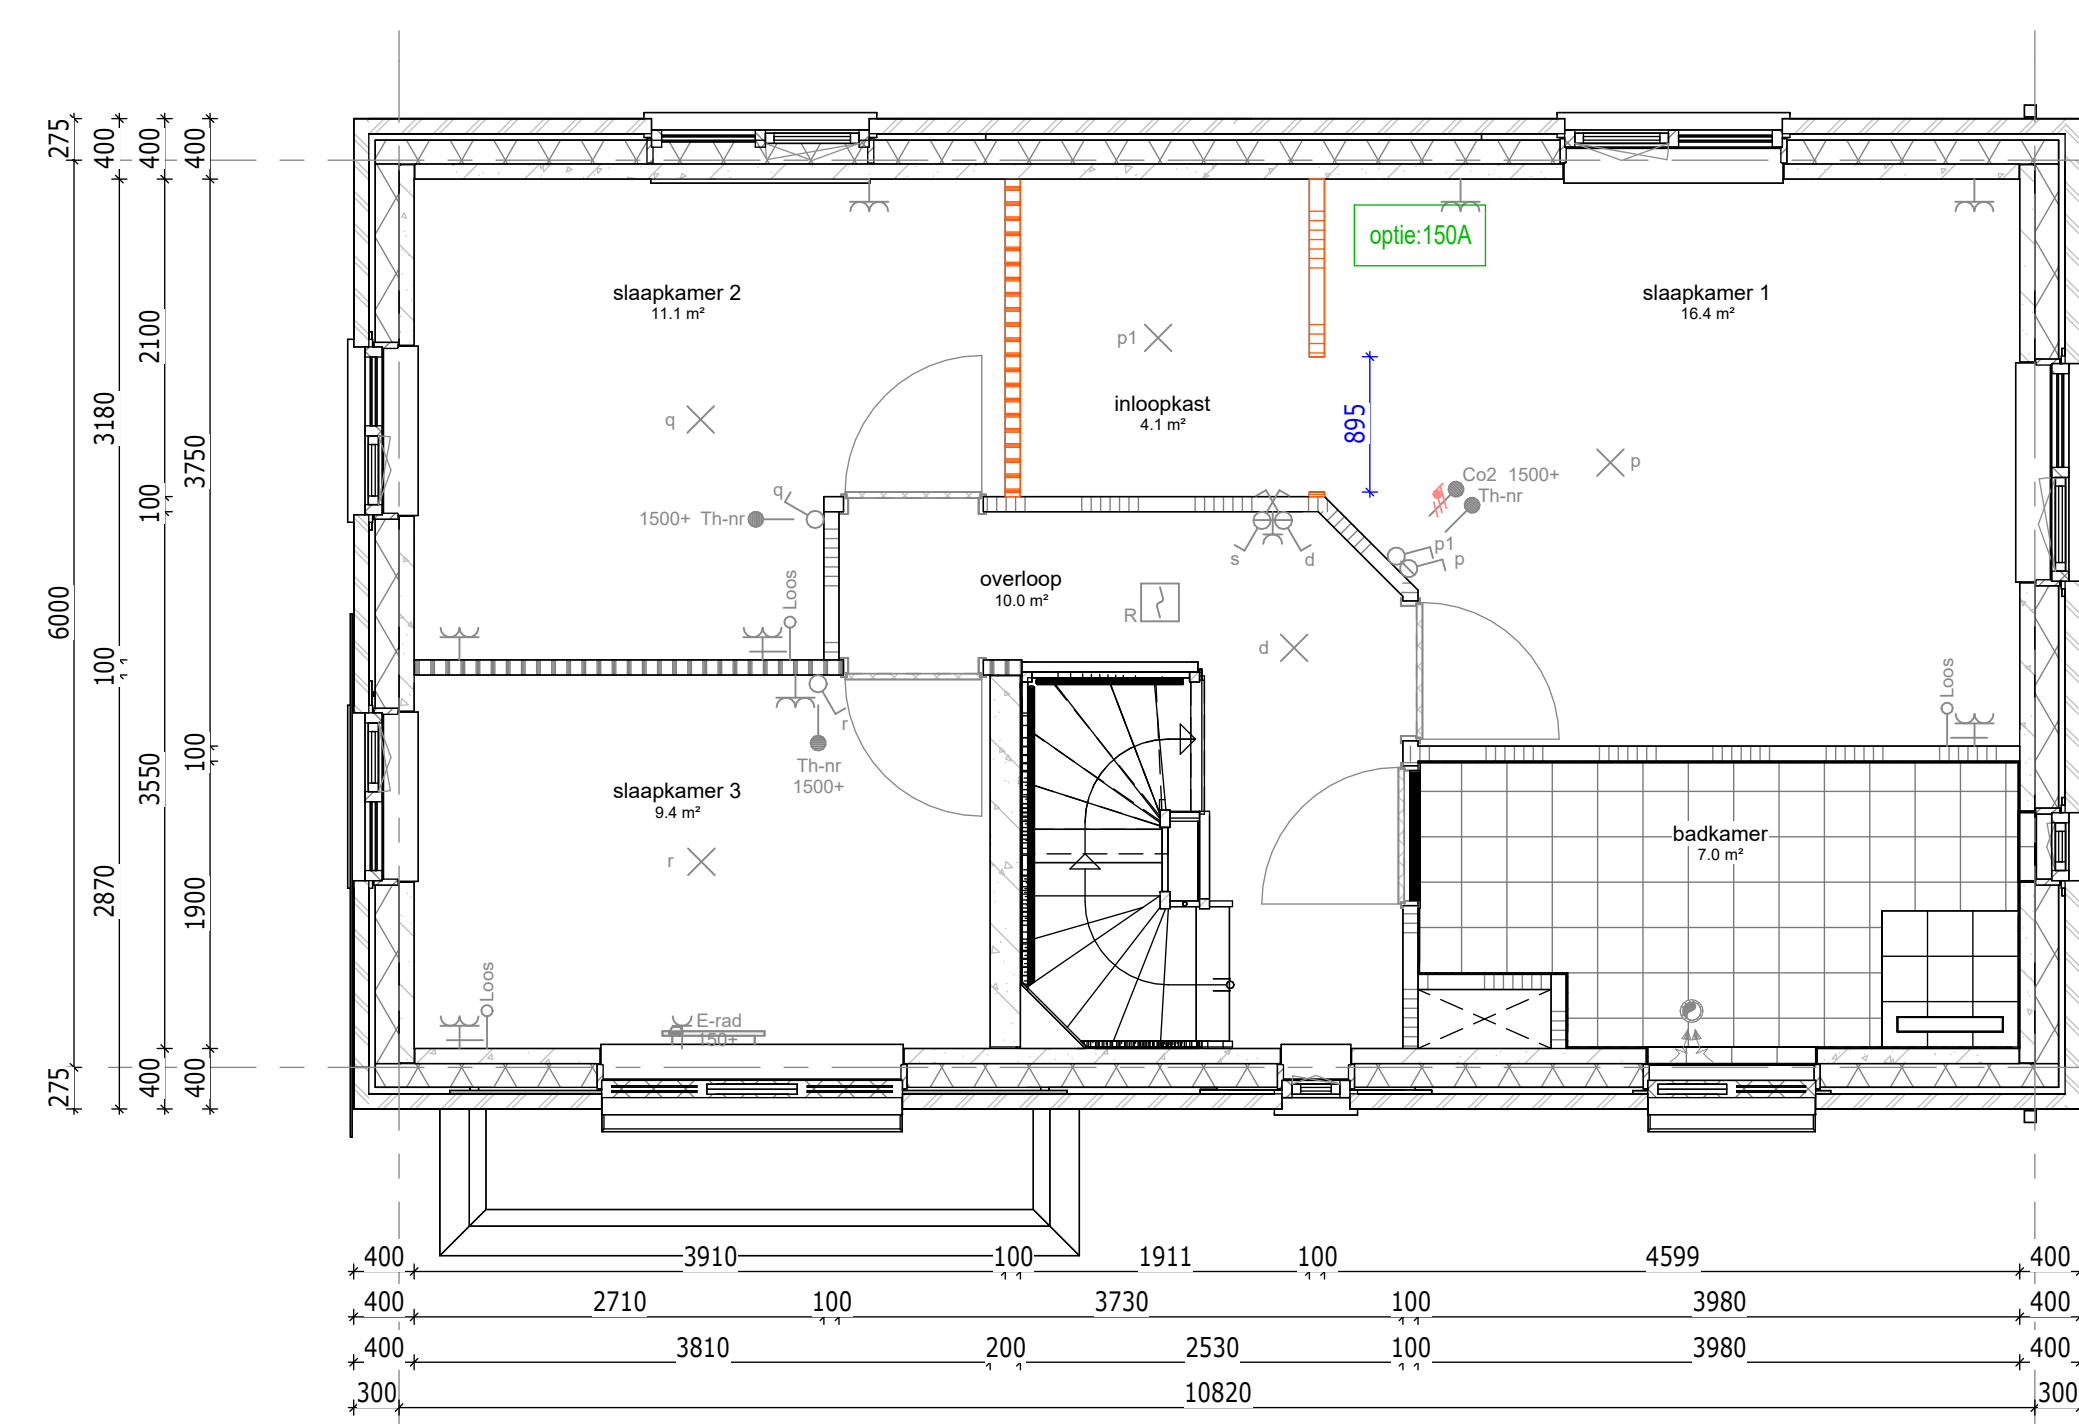 optie:150A
slaapkamer 2
11.1 m²
slaapkamer 1
16.4 m²
p1
inloopkast
4.1 m²
q
p
895
Co2 1500+
Th-nr
q
1500+ Th-nr
s
d
p1
p
overloop
10.0 m²
Loos
R
d
Loos
r
Th-nr
1500+
slaapkamer 3
9.4 m²
r
badkamer
7.0 m²
Loos
E-rad
150+
275
6000
275
400
3180
100
2870
400
2100
100
3550
400
400
3750
100
1900
400
400 3910 100 1911 100 4599 400
400 2710 100 3730 100 3980 400
400 3810 200 2530 100 3980 400
300 10820 300